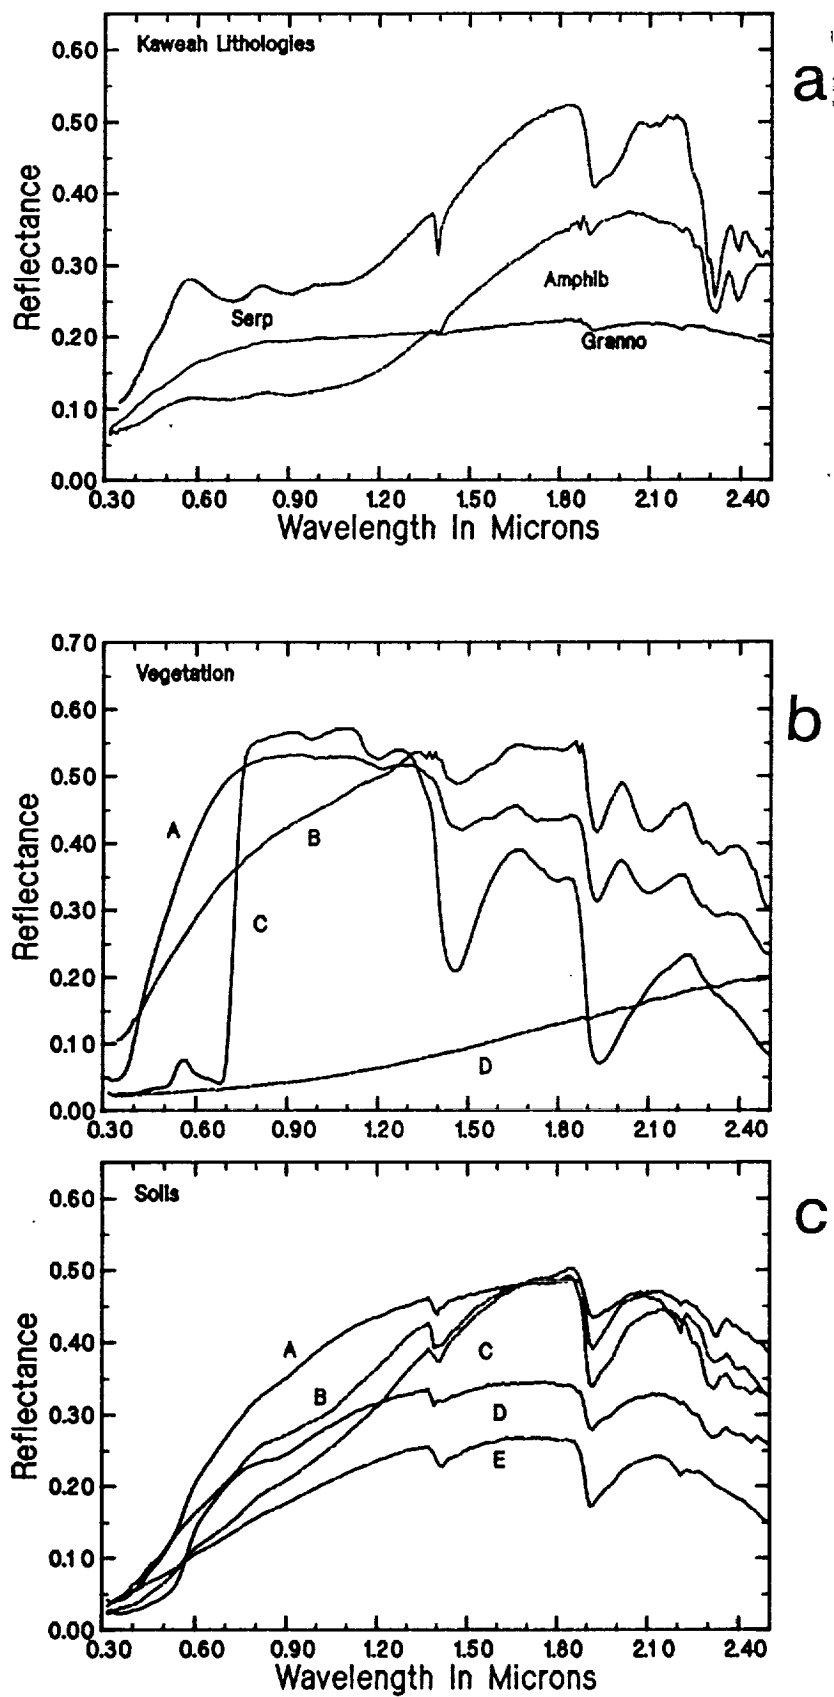 Kaweah Lithologies
a
0.60
0.50
0.40
0.30
0.20
0.10
0.00
Reflectance
Serp
Amphib
Granno
0.30 0.60 0.90 1.20 1.50 1.80 2.10 2.40
Wavelength In Microns
b
Vegetation
0.70
0.60
0.50
0.40
0.30
0.20
0.10
0.00
Reflectance
A
B
C
D
0.30 0.60 0.90 1.20 1.50 1.80 2.10 2.40
c
Soils
0.60
0.50
0.40
0.30
0.20
0.10
0.00
Reflectance
A
B
C
D
E
0.30 0.60 0.90 1.20 1.50 1.80 2.10 2.40
Wavelength In Microns